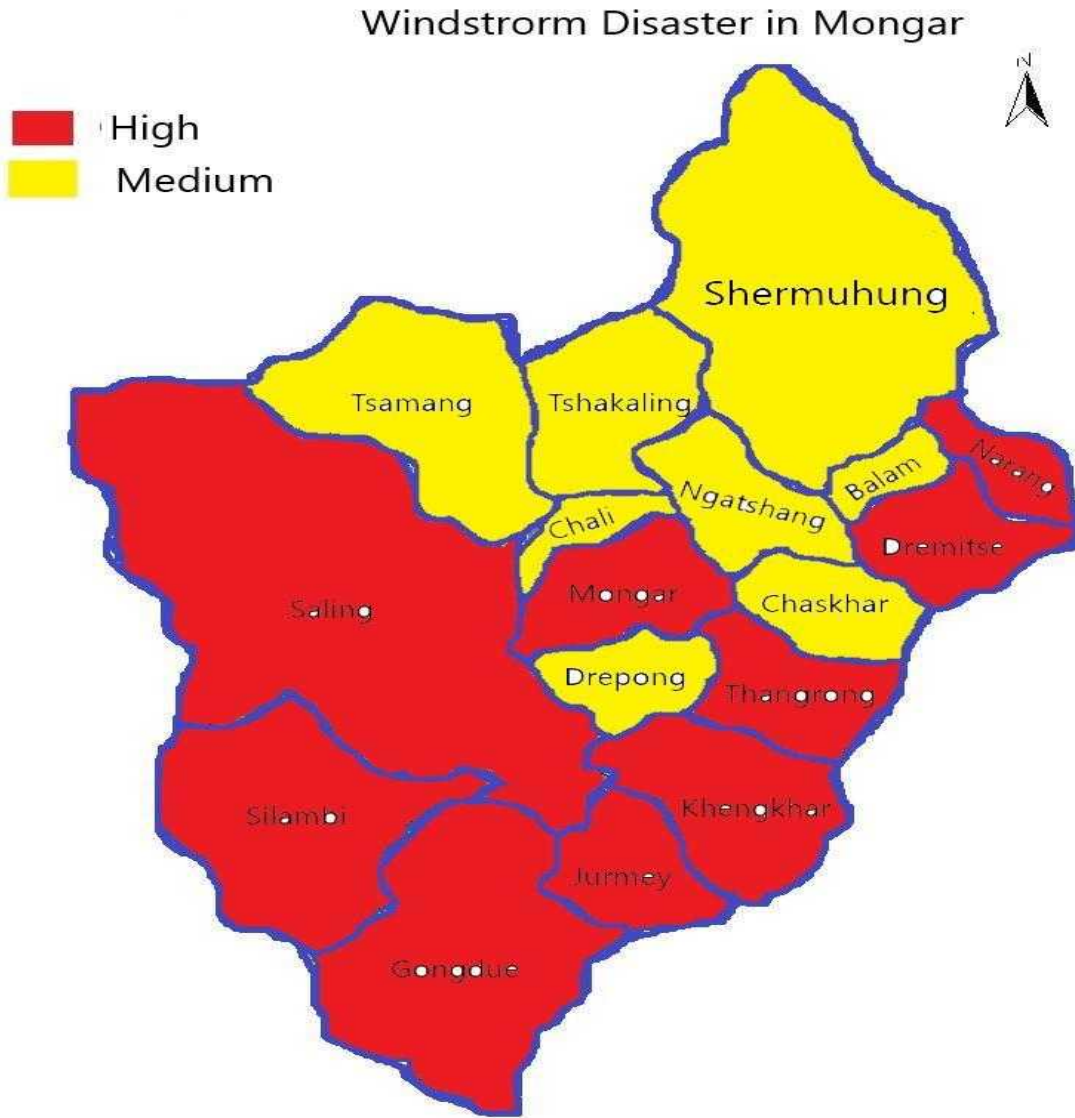 Windstrorm Disaster in Mongar
N
High
Medium
Shermuhung
Tsamang
Tshakaling
Narang
Balam
Ngatshang
Chali
Dremitse
Mongar
Chaskhar
Saling
Drepong
Thangrong
Khengkhar
Silambi
Jurmey
Gongdue